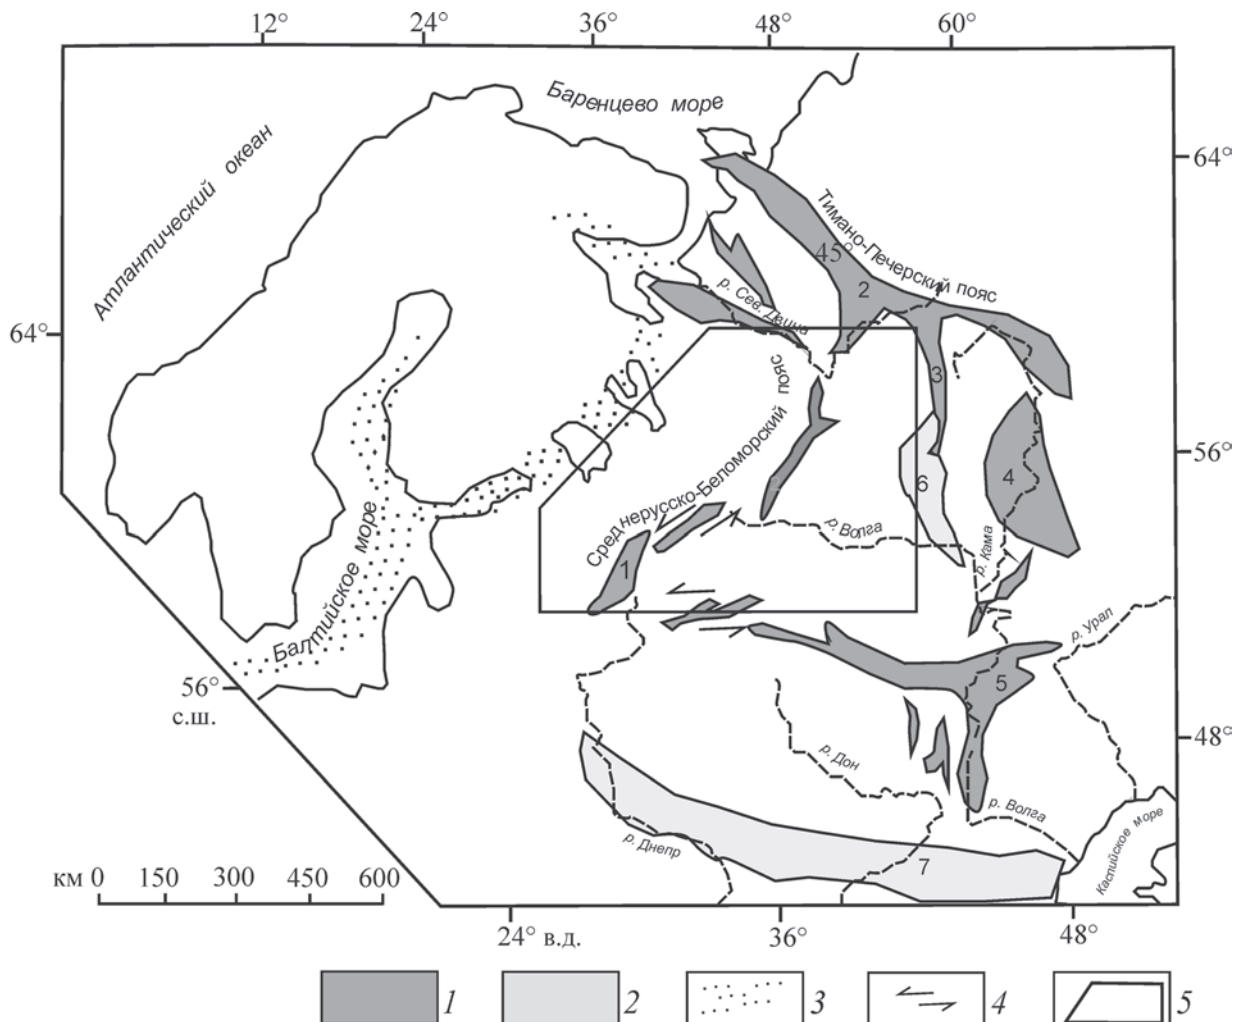 12° 24° 36° 48° 60°
Баренцево море
64°
Атлантический океан
Тимано-Печерский пояс
45°
2
р. Сев. Двина
64°
3
Среднерусско-Беломорский пояс
56°
2
4
6
р. Волга
р. Кама
1
Балтийское море
р. Урал
5
56°
с.ш.
48°
р. Дон
р. Волга
р. Днепр
Каспийское море
7
км 0 150 300 450 600
24° в.д. 36° 48°
1 2 3 4 5